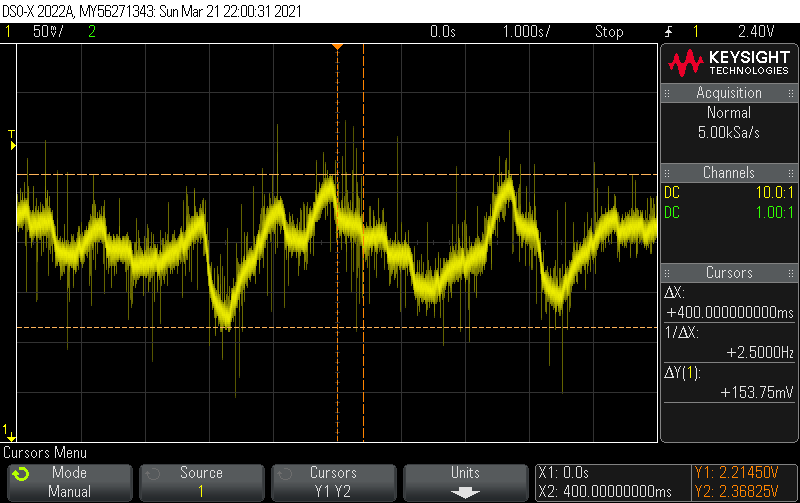 DSO-X 2022A, MY56271343: Sun Mar 21 22:00:31 2021
1 50mV/ 2 0.0s 1.000s/ Stop 1 2.40V
KEYSIGHT
TECHNOLOGIES
Acquisition
Normal
5.00kSa/s
Channels
DC 10.0:1
DC 1.00:1
Cursors
ΔX:
+400.000000000ms
1/ΔX:
+2.5000Hz
ΔY(1):
+153.75mV
T
1
Cursors Menu
Mode
Manual
Source
1
Cursors
Y1 Y2
Units
X1: 0.0s
X2: 400.00000000ms
Y1: 2.21450V
Y2: 2.36825V